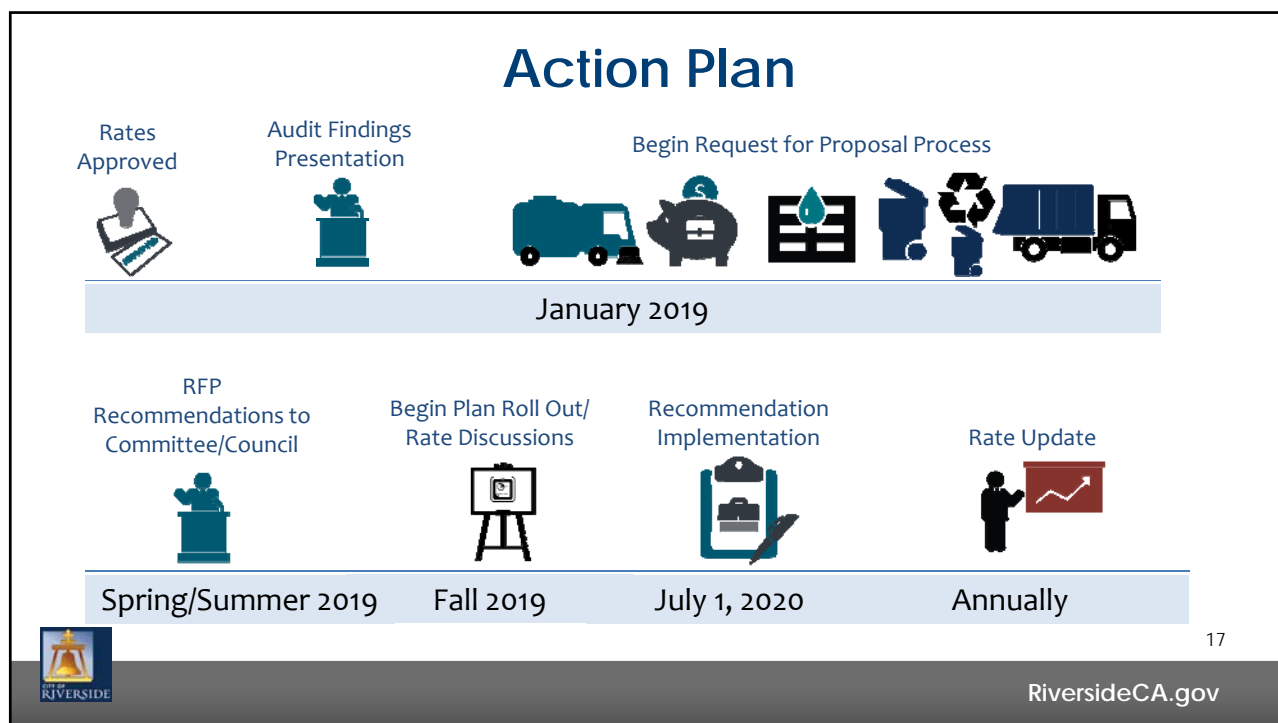 Action Plan
Rates
Approved
Audit Findings
Presentation
Begin Request for Proposal Process
January 2019
RFP
Recommendations to
Committee/Council
Begin Plan Roll Out/
Rate Discussions
Recommendation
Implementation
Rate Update
Spring/Summer 2019
Fall 2019
July 1, 2020
Annually
17
CITY OF
RIVERSIDE
RiversideCA.gov